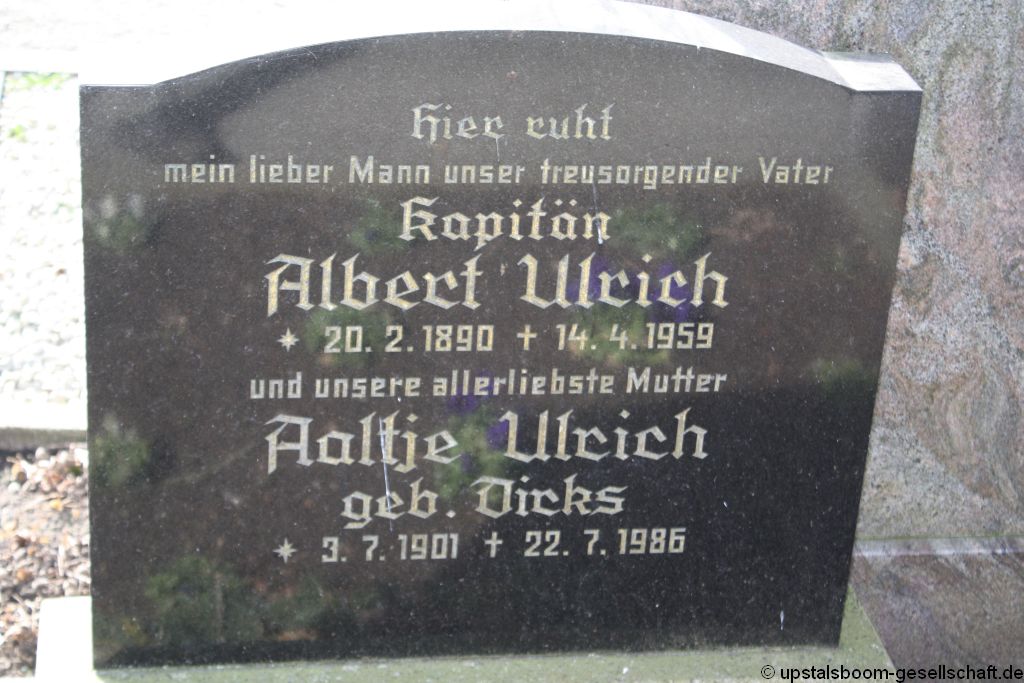 Hier ruht
mein lieber Mann unser treusorgender Vater
Kapitän
Albert Ulrich
* 20. 2. 1890 † 14. 4. 1959
und unsere allerliebste Mutter
Aaltje Ulrich
geb. Dirks
* 3. 7. 1901 † 22. 7. 1986
© upstalsboom-gesellschaft.de